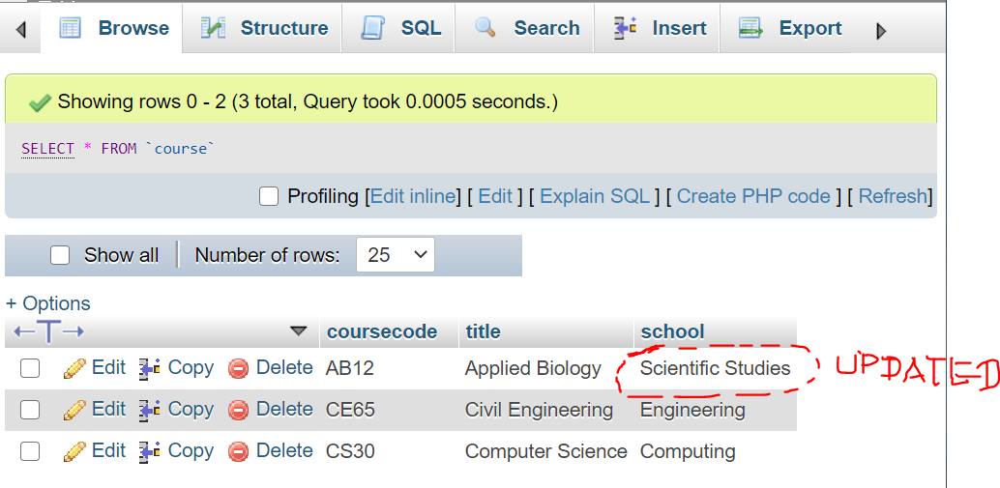 Browse Structure SQL Search Insert Export
Showing rows 0 - 2 (3 total, Query took 0.0005 seconds.)
SELECT * FROM `course`
Profiling [Edit inline] [ Edit ] [ Explain SQL ] [ Create PHP code ] [ Refresh]
Show all Number of rows: 25
+ Options
coursecode title school
Edit Copy Delete AB12 Applied Biology Scientific Studies UPDATED
Edit Copy Delete CE65 Civil Engineering Engineering
Edit Copy Delete CS30 Computer Science Computing